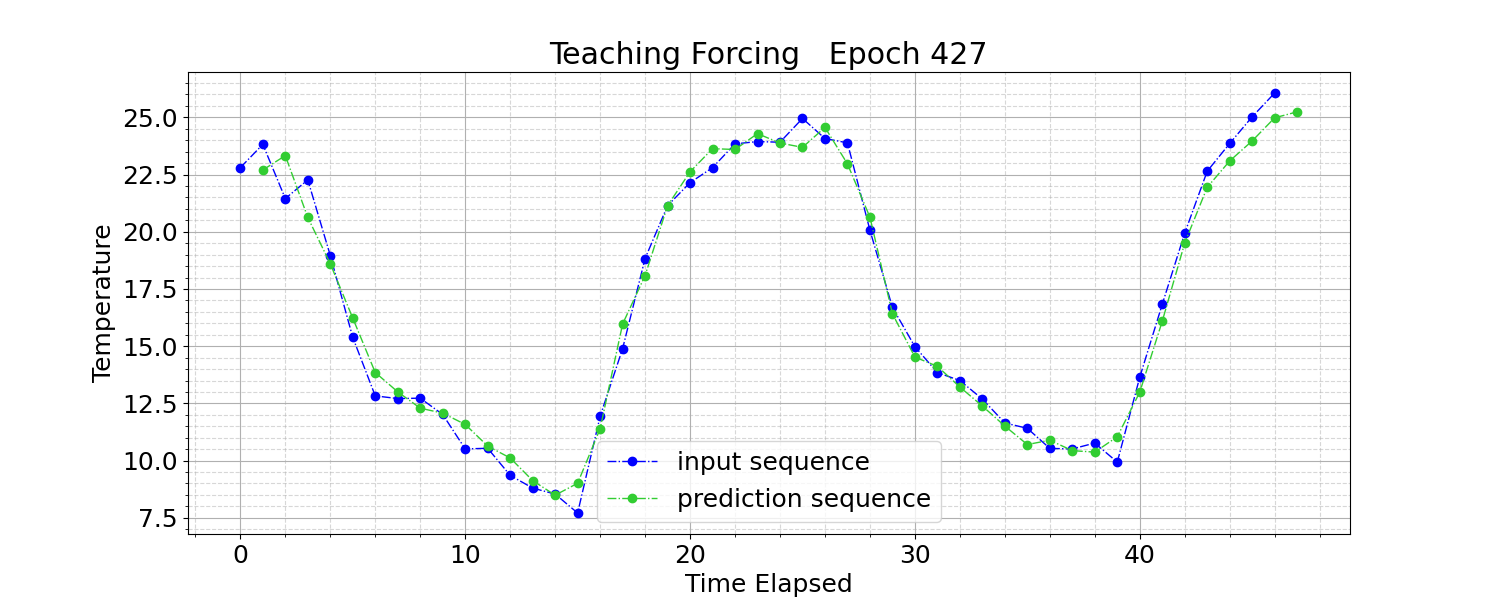 Teaching Forcing   Epoch 427
25.0
22.5
20.0
17.5
15.0
12.5
10.0
7.5
Temperature
input sequence
prediction sequence
0 10 20 30 40
Time Elapsed